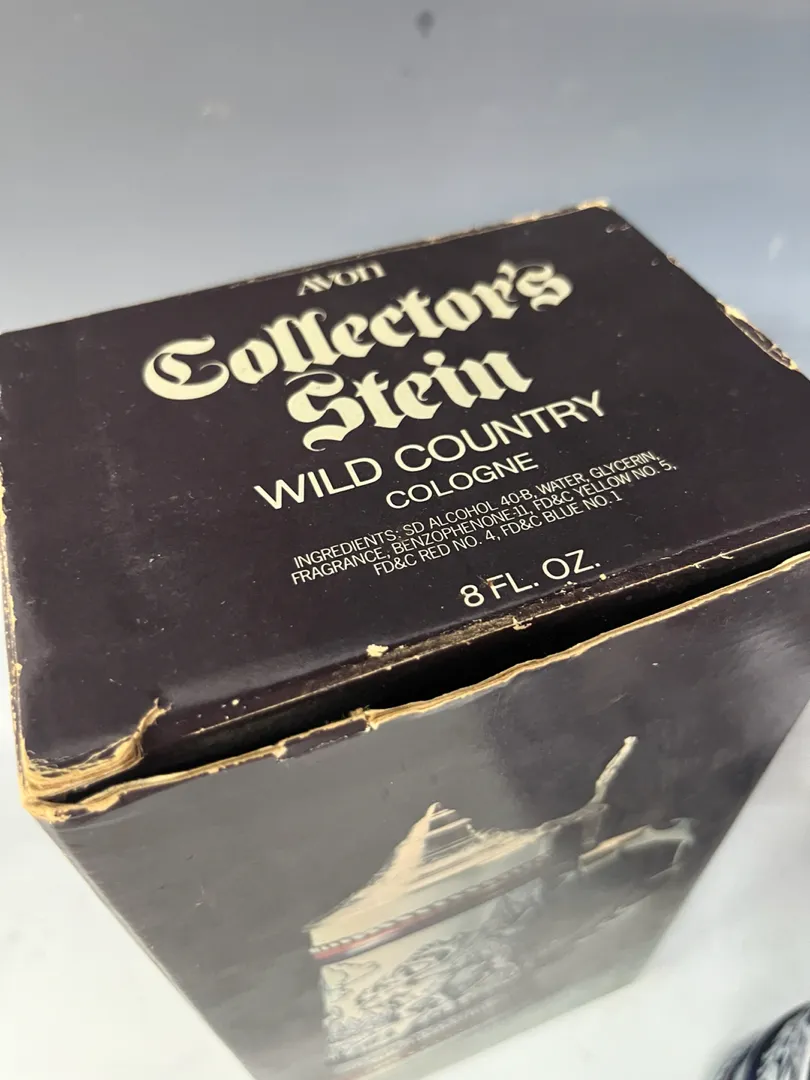 AVON
Collector's
Stein
WILD COUNTRY
COLOGNE
INGREDIENTS: SD ALCOHOL 40-B, WATER, GLYCERIN,
FRAGRANCE, BENZOPHENONE-11, FD&C YELLOW NO. 5,
FD&C RED NO. 4, FD&C BLUE NO. 1
8 FL. OZ.